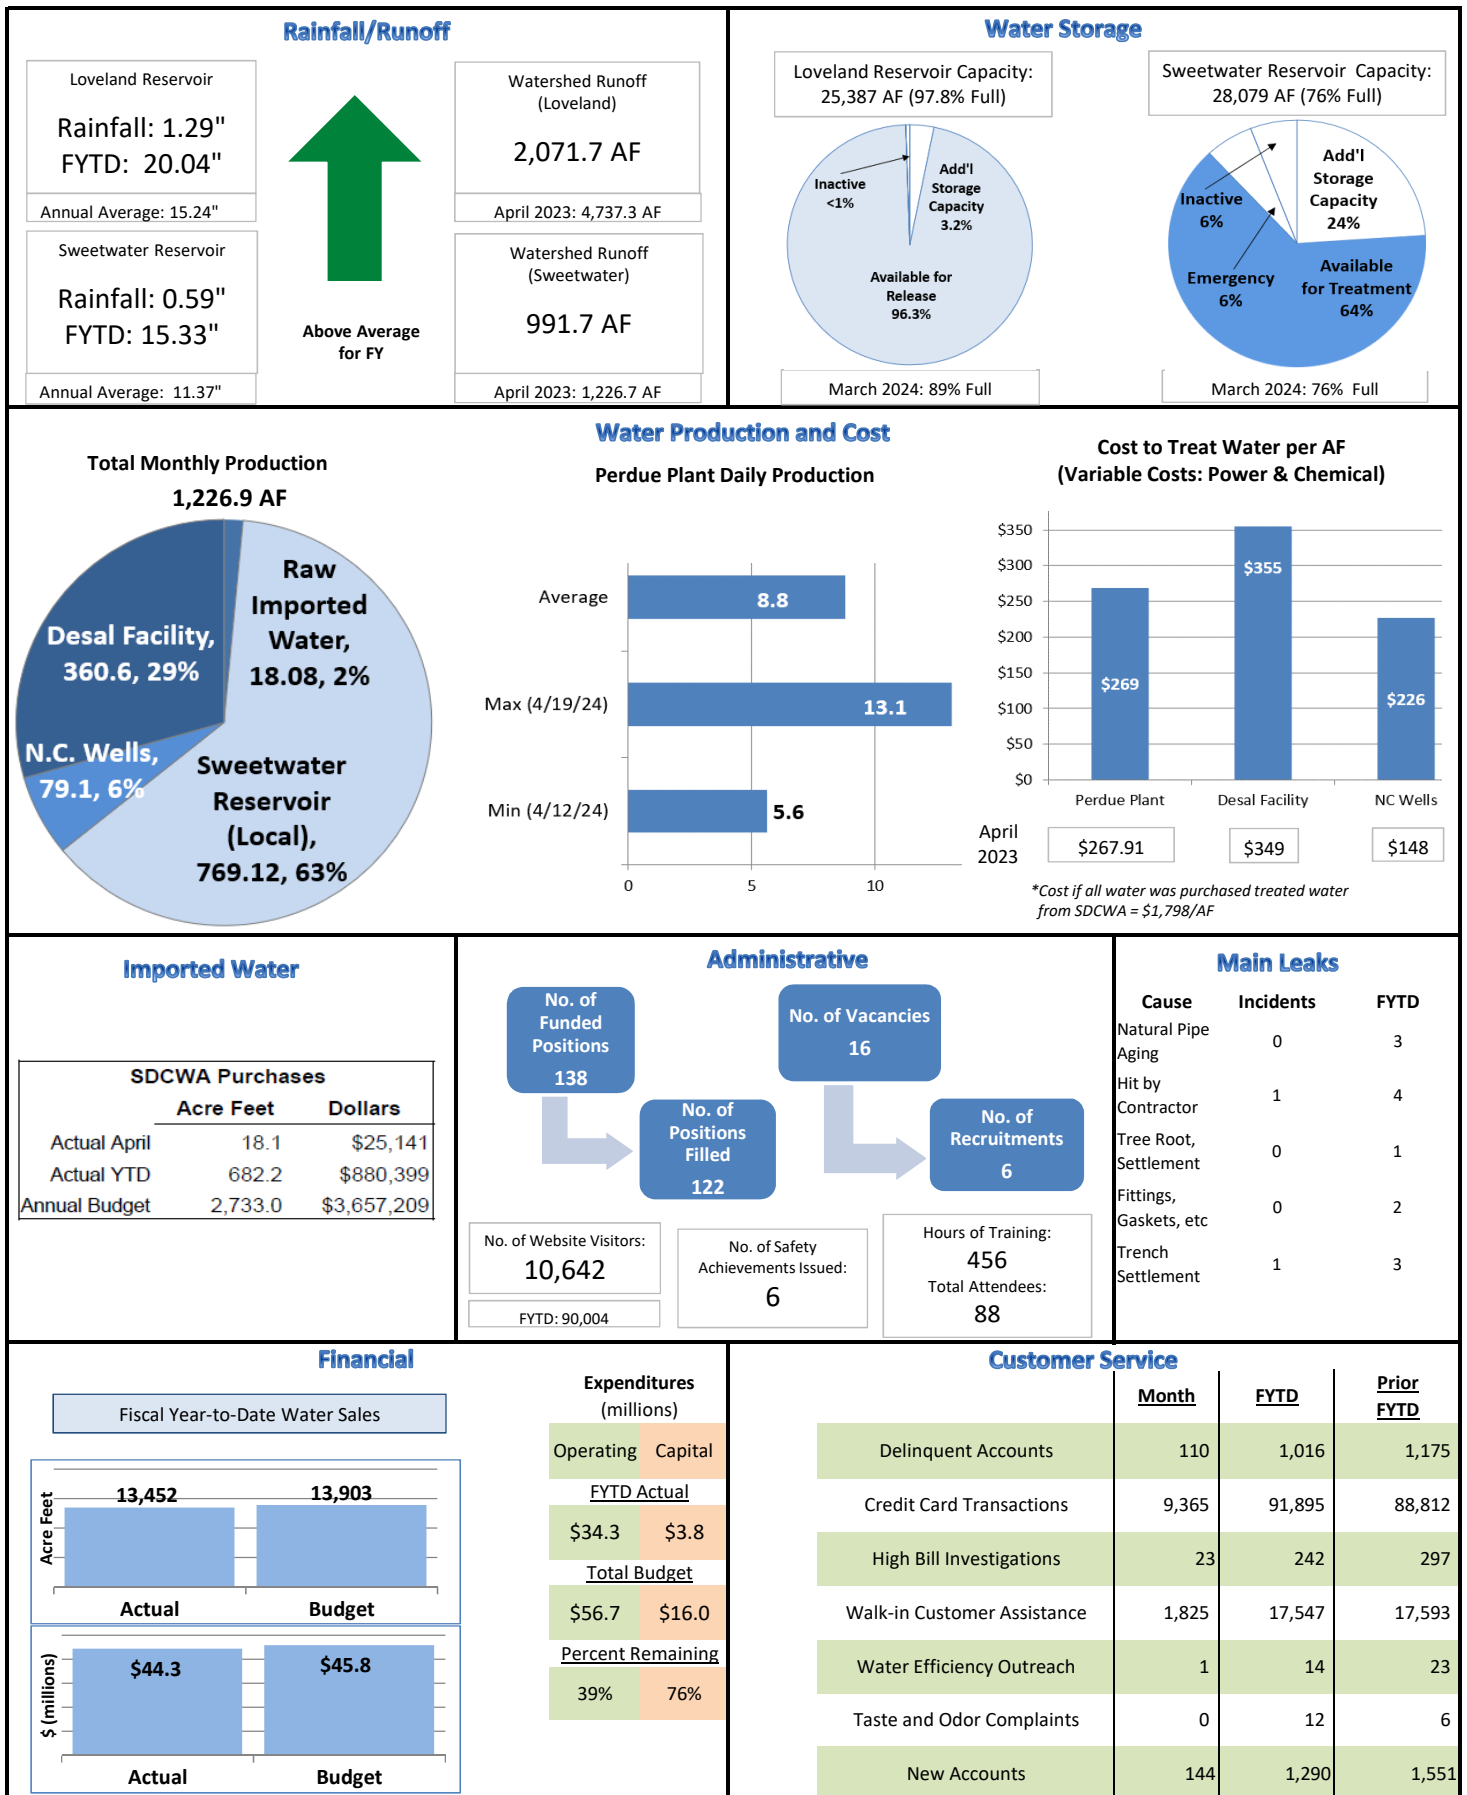 Rainfall/Runoff
Loveland Reservoir
Rainfall: 1.29"
FYTD: 20.04"
Annual Average: 15.24"
Sweetwater Reservoir
Rainfall: 0.59"
FYTD: 15.33"
Annual Average: 11.37"
Above Average
for FY
Watershed Runoff
(Loveland)
2,071.7 AF
April 2023: 4,737.3 AF
Watershed Runoff
(Sweetwater)
991.7 AF
April 2023: 1,226.7 AF
Water Storage
Loveland Reservoir Capacity:
25,387 AF (97.8% Full)
Inactive
<1%
Add'l
Storage
Capacity
3.2%
Available for
Release
96.3%
March 2024: 89% Full
Sweetwater Reservoir Capacity:
28,079 AF (76% Full)
Add'l
Storage
Capacity
24%
Inactive
6%
Emergency
6%
Available
for Treatment
64%
March 2024: 76% Full
Water Production and Cost
Total Monthly Production
1,226.9 AF
Raw
Imported
Water,
18.08, 2%
Desal Facility,
360.6, 29%
N.C. Wells,
79.1, 6%
Sweetwater
Reservoir
(Local),
769.12, 63%
Perdue Plant Daily Production
Average
8.8
Max (4/19/24)
13.1
Min (4/12/24)
5.6
0 5 10
Cost to Treat Water per AF
(Variable Costs: Power & Chemical)
$350
$300
$250
$200
$150
$100
$50
$0
$269
$355
$226
Perdue Plant Desal Facility NC Wells
April
2023
$267.91 $349 $148
*Cost if all water was purchased treated water
from SDCWA = $1,798/AF
Imported Water
SDCWA Purchases
Acre Feet Dollars
Actual April 18.1 $25,141
Actual YTD 682.2 $880,399
Annual Budget 2,733.0 $3,657,209
Administrative
No. of
Funded
Positions
138
No. of
Positions
Filled
122
No. of Vacancies
16
No. of
Recruitments
6
No. of Website Visitors:
10,642
FYTD: 90,004
No. of Safety
Achievements Issued:
6
Hours of Training:
456
Total Attendees:
88
Main Leaks
Cause Incidents FYTD
Natural Pipe
Aging 0 3
Hit by
Contractor 1 4
Tree Root,
Settlement 0 1
Fittings,
Gaskets, etc 0 2
Trench
Settlement 1 3
Financial
Fiscal Year-to-Date Water Sales
Acre Feet
13,452 13,903
Actual Budget
$ (millions)
$44.3 $45.8
Actual Budget
Expenditures
(millions)
Operating Capital
FYTD Actual
$34.3 $3.8
Total Budget
$56.7 $16.0
Percent Remaining
39% 76%
Customer Service
Month FYTD Prior
FYTD
Delinquent Accounts 110 1,016 1,175
Credit Card Transactions 9,365 91,895 88,812
High Bill Investigations 23 242 297
Walk-in Customer Assistance 1,825 17,547 17,593
Water Efficiency Outreach 1 14 23
Taste and Odor Complaints 0 12 6
New Accounts 144 1,290 1,551